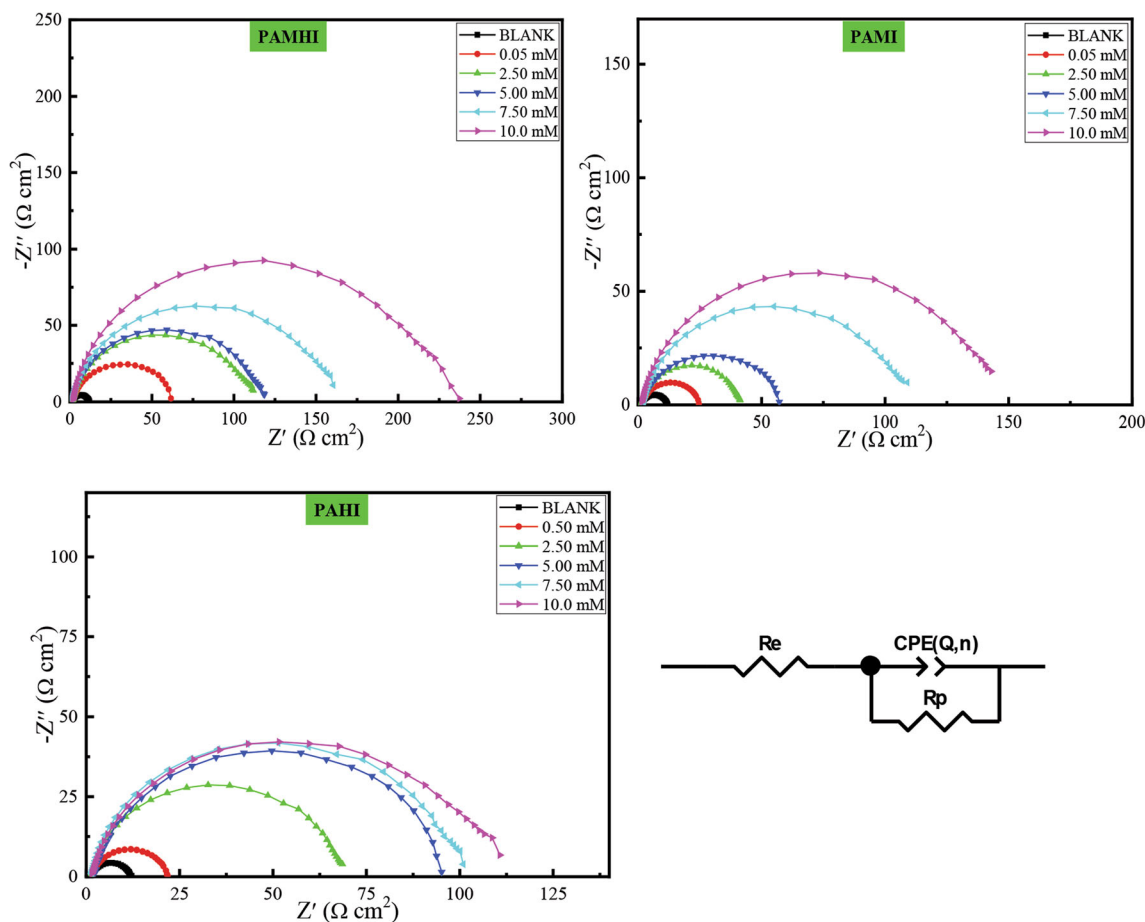 PAMHI
BLANK
0.05 mM
2.50 mM
5.00 mM
7.50 mM
10.0 mM
250
200
150
100
50
0
-Z″ (Ω cm²)
0 50 100 150 200 250 300
Z′ (Ω cm²)
PAMI
BLANK
0.05 mM
2.50 mM
5.00 mM
7.50 mM
10.0 mM
150
100
50
0
-Z″ (Ω cm²)
0 50 100 150 200
Z′ (Ω cm²)
PAHI
BLANK
0.50 mM
2.50 mM
5.00 mM
7.50 mM
10.0 mM
100
75
50
25
0
-Z″ (Ω cm²)
0 25 50 75 100 125
Z′ (Ω cm²)
Re
CPE(Q,n)
Rp